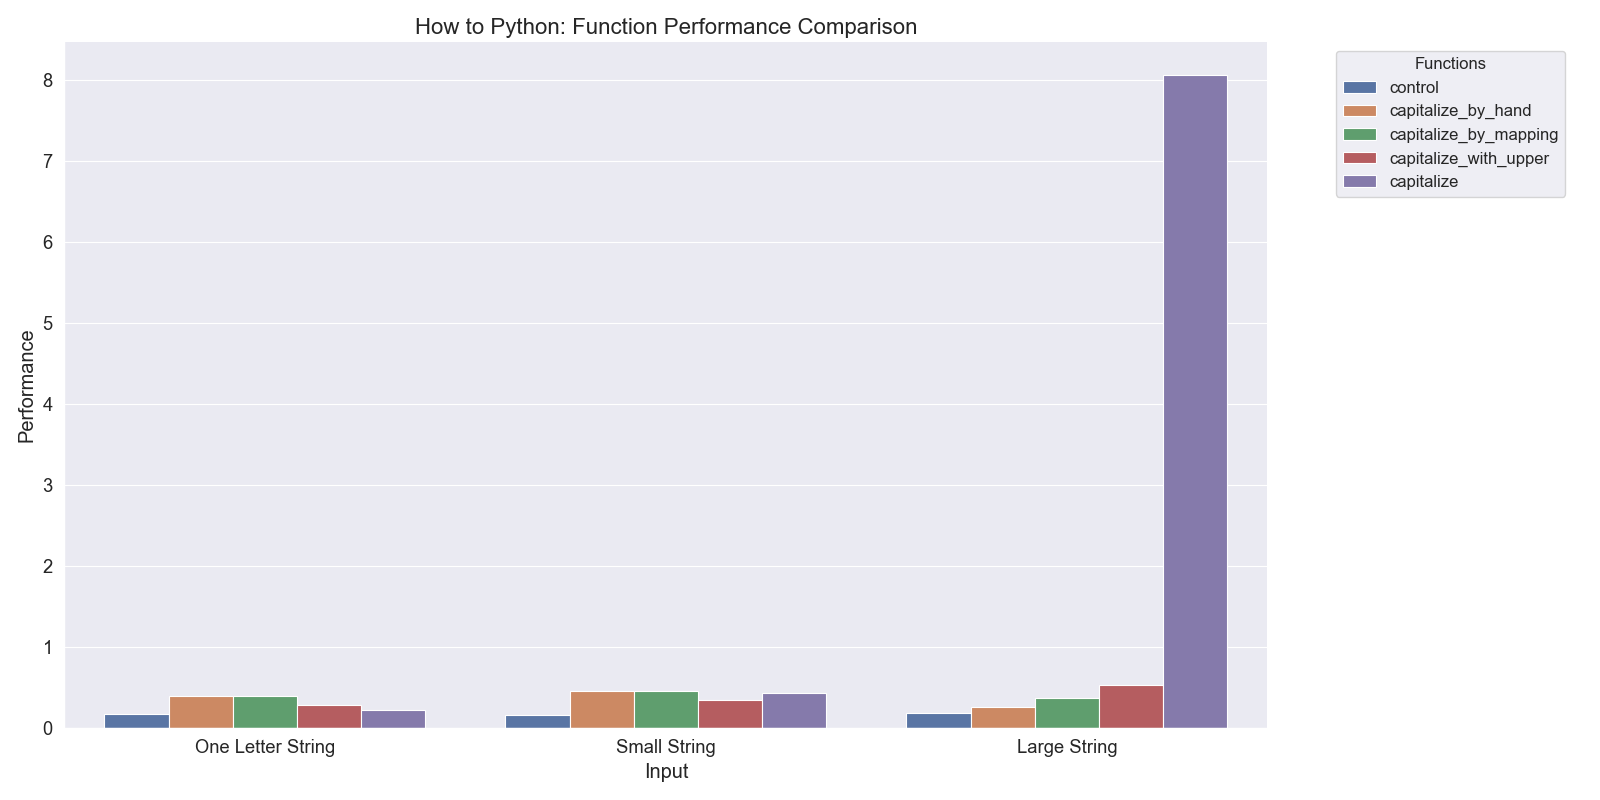 How to Python: Function Performance Comparison
Functions
control
capitalize_by_hand
capitalize_by_mapping
capitalize_with_upper
capitalize
Performance
8
7
6
5
4
3
2
1
0
One Letter String
Small String
Large String
Input